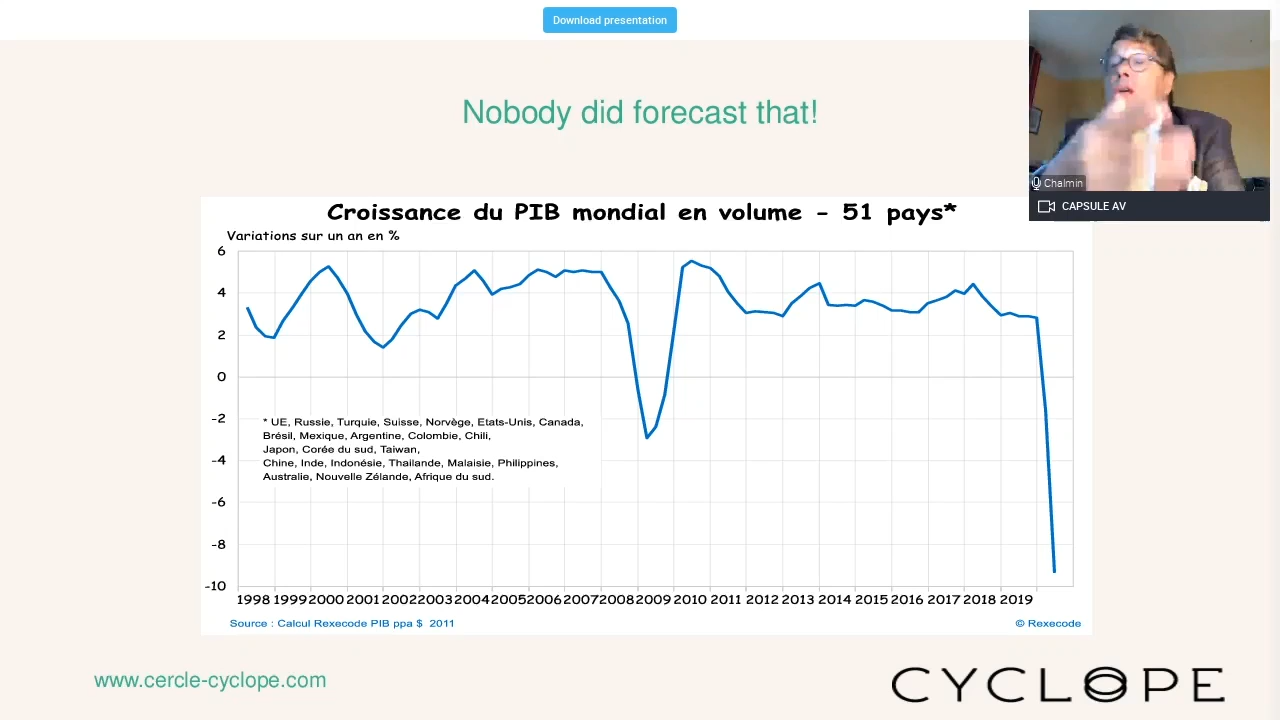 Download presentation
Nobody did forecast that!
Chalmin
CAPSULE AV
Croissance du PIB mondial en volume - 51 pays*
Variations sur un an en %
6
4
2
0
-2
-4
-6
-8
-10
* UE, Russie, Turquie, Suisse, Norvège, Etats-Unis, Canada,
Brésil, Mexique, Argentine, Colombie, Chili,
Japon, Corée du sud, Taiwan,
Chine, Inde, Indonésie, Thailande, Malaisie, Philippines,
Australie, Nouvelle Zélande, Afrique du sud.
1998 1999 2000 2001 2002 2003 2004 2005 2006 2007 2008 2009 2010 2011 2012 2013 2014 2015 2016 2017 2018 2019
Source : Calcul Rexecode PIB ppa $ 2011
© Rexecode
www.cercle-cyclope.com
CYCLOPE